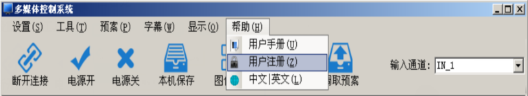 多媒体控制系统
设置(S) 工具(T) 预案(P) 字幕(W) 显示(O) 帮助(H)
用户手册(U)
用户注册(Z)
中文|英文(L)
输入通道: IN_1
断开连接 电源开 电源关 本机保存 取预案